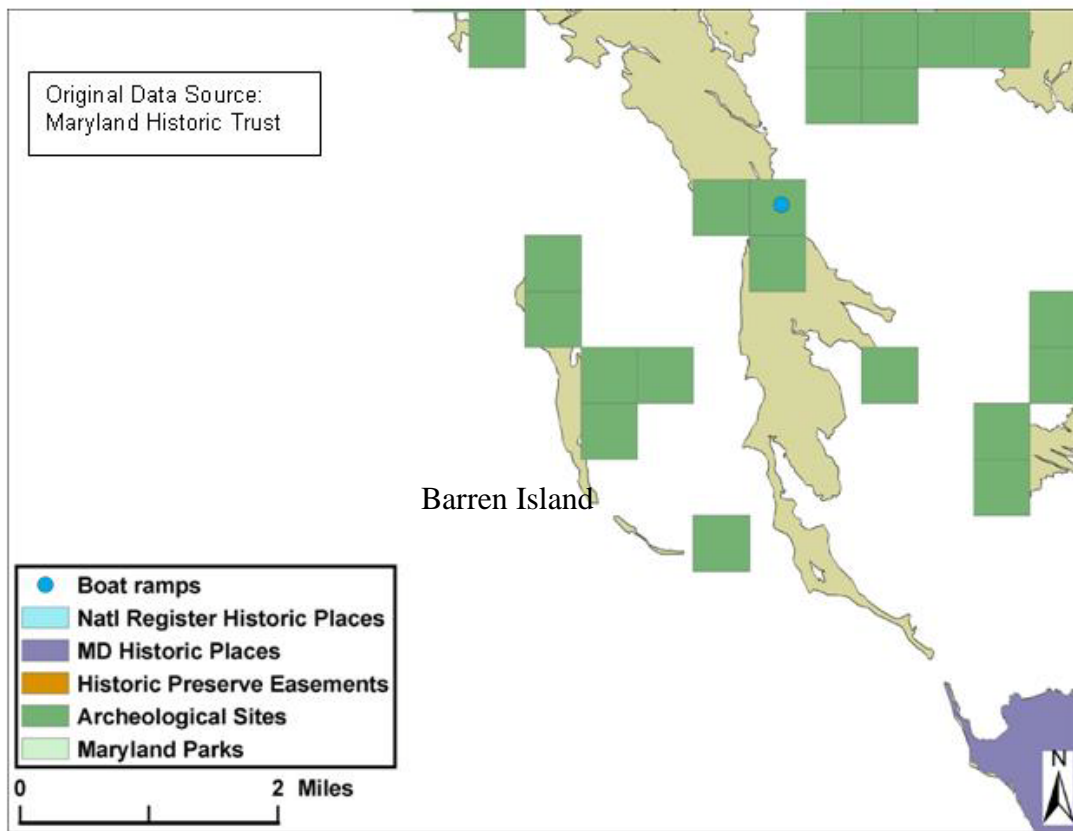 Original Data Source:
Maryland Historic Trust
Barren Island
Boat ramps
Natl Register Historic Places
MD Historic Places
Historic Preserve Easements
Archeological Sites
Maryland Parks
0 2 Miles
N